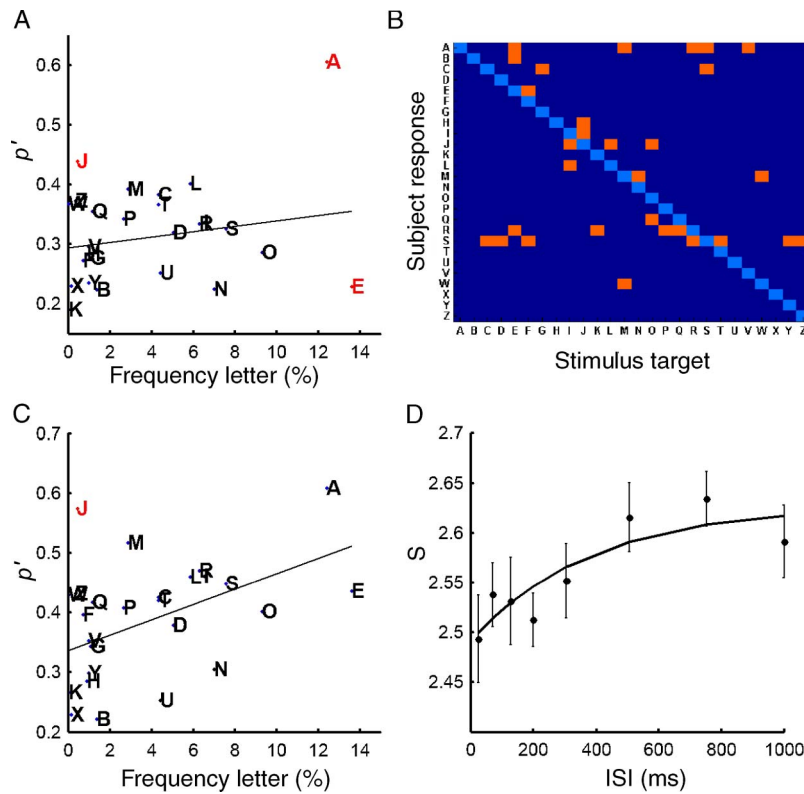 A
p'
0.6
0.5
0.4
0.3
0.2
0 2 4 6 8 10 12 14
Frequency letter (%)
A
J
E
M
C
L
Q
P
R
D
S
O
U
N
Y
B
X
K
B
Subject response
A
B
C
D
E
F
G
H
I
J
K
L
M
N
O
P
Q
R
S
T
U
V
W
X
Y
Z
A B C D E F G H I J K L M N O P Q R S T U V W X Y Z
Stimulus target
C
p'
0.7
0.6
0.5
0.4
0.3
0.2
0 2 4 6 8 10 12 14
Frequency letter (%)
J
A
M
L
R
S
E
C
Q
P
F
O
D
V
G
Y
H
N
K
U
X
B
D
S
2.7
2.65
2.6
2.55
2.5
2.45
0 200 400 600 800 1000
ISI (ms)